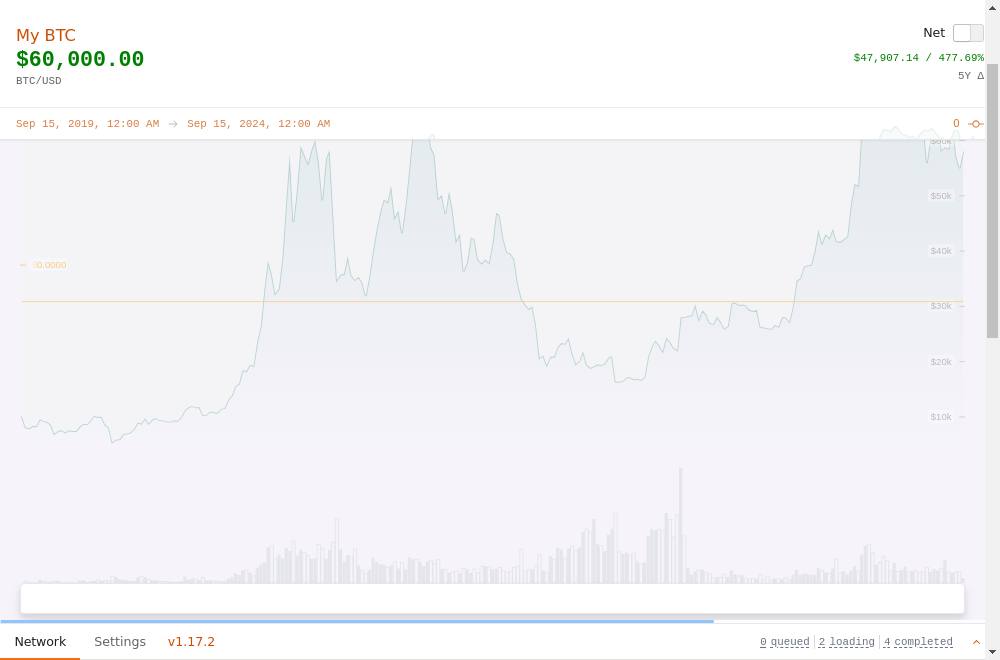 My BTC
Net
$60,000.00
$47,907.14 / 477.69%
BTC/USD
5Y Δ
Sep 15, 2019, 12:00 AM → Sep 15, 2024, 12:00 AM
0
$60k
$50k
$40k
$30k
$20k
$10k
Network Settings v1.17.2
0 queued 2 loading 4 completed